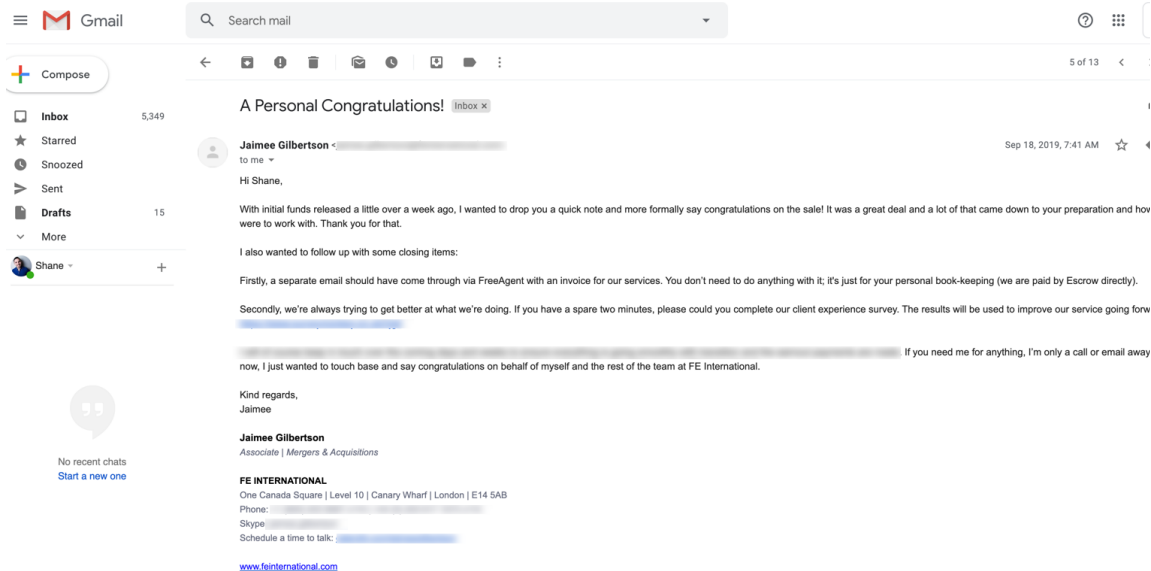 Gmail
Search mail
Compose
5 of 13
Inbox 5,349
Starred
Snoozed
Sent
Drafts 15
More
Shane
No recent chats
Start a new one
A Personal Congratulations! Inbox ×
Jaimee Gilbertson <
Sep 18, 2019, 7:41 AM
to me
Hi Shane,
With initial funds released a little over a week ago, I wanted to drop you a quick note and more formally say congratulations on the sale! It was a great deal and a lot of that came down to your preparation and how
were to work with. Thank you for that.
I also wanted to follow up with some closing items:
Firstly, a separate email should have come through via FreeAgent with an invoice for our services. You don't need to do anything with it; it's just for your personal book-keeping (we are paid by Escrow directly).
Secondly, we're always trying to get better at what we're doing. If you have a spare two minutes, please could you complete our client experience survey. The results will be used to improve our service going forw
If you need me for anything, I'm only a call or email away
now, I just wanted to touch base and say congratulations on behalf of myself and the rest of the team at FE International.
Kind regards,
Jaimee
Jaimee Gilbertson
Associate | Mergers & Acquisitions
FE INTERNATIONAL
One Canada Square | Level 10 | Canary Wharf | London | E14 5AB
Phone:
Skype
Schedule a time to talk:
www.feinternational.com